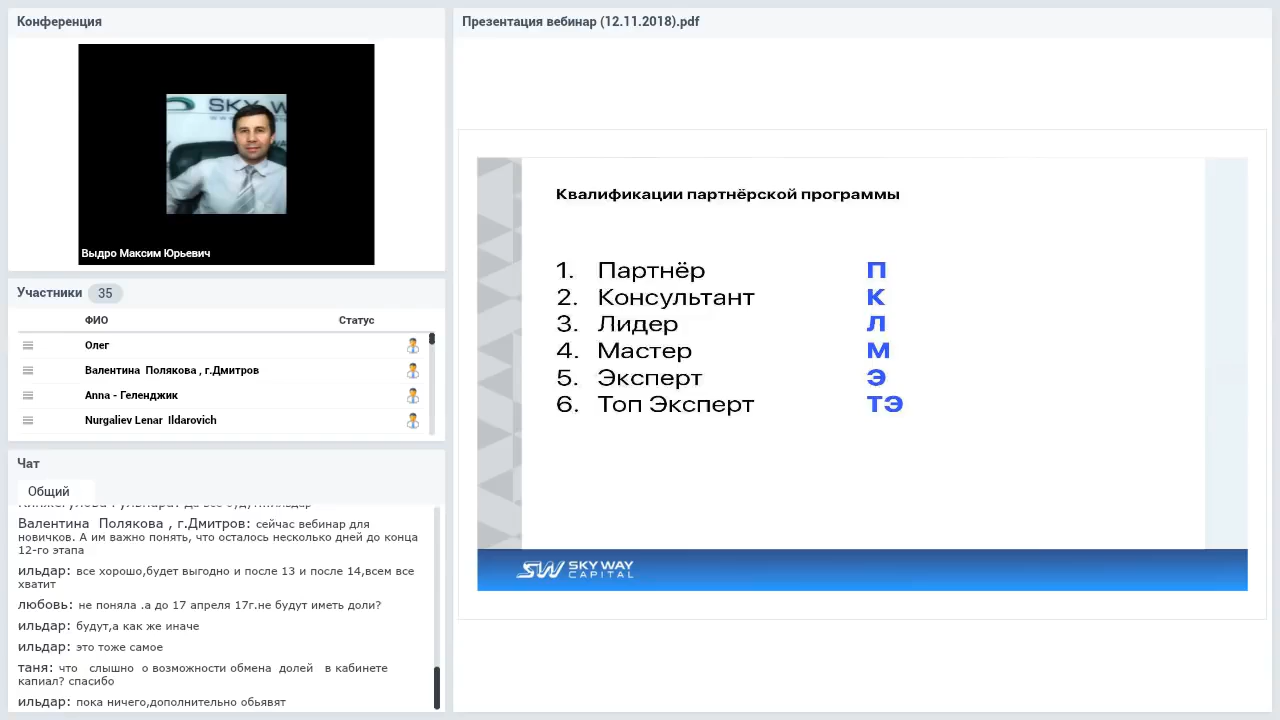 Конференция
Выдро Максим Юрьевич
Участники 35
ФИО Статус
Олег
Валентина Полякова , г.Дмитров
Anna - Геленджик
Nurgaliev Lenar Ildarovich
Чат
Общий
Валентина Полякова , г.Дмитров: сейчас вебинар для
новичков. А им важно понять, что осталось несколько дней до конца
12-го этапа
ильдар: все хорошо,будет выгодно и после 13 и после 14,всем все
хватит
любовь: не поняла .а до 17 апреля 17г.не будут иметь доли?
ильдар: будут,а как же иначе
ильдар: это тоже самое
таня: что слышно о возможности обмена долей в кабинете
капиал? спасибо
ильдар: пока ничего,дополнительно обьявят
Презентация вебинар (12.11.2018).pdf
Квалификации партнёрской программы
1. Партнёр П
2. Консультант К
3. Лидер Л
4. Мастер М
5. Эксперт Э
6. Топ Эксперт ТЭ
SW SKY WAY
CAPITAL